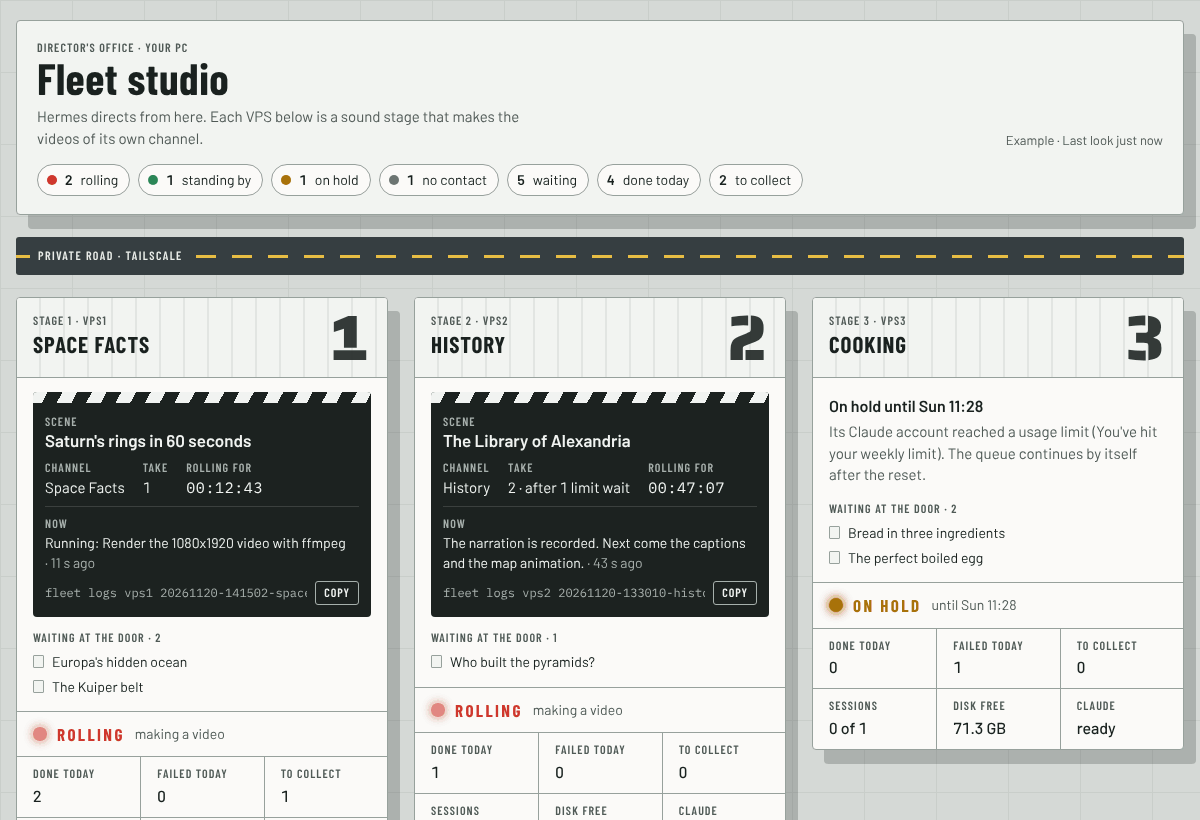 DIRECTOR'S OFFICE · YOUR PC
Fleet studio
Hermes directs from here. Each VPS below is a sound stage that makes the
videos of its own channel.
Example · Last look just now
2 rolling
1 standing by
1 on hold
1 no contact
5 waiting
4 done today
2 to collect
PRIVATE ROAD · TAILSCALE
STAGE 1 · VPS1
SPACE FACTS
1
SCENE
Saturn's rings in 60 seconds
CHANNEL TAKE ROLLING FOR
Space Facts 1 00:12:43
NOW
Running: Render the 1080x1920 video with ffmpeg
· 11 s ago
fleet logs vps1 20261120-141502-space
COPY
WAITING AT THE DOOR · 2
Europa's hidden ocean
The Kuiper belt
ROLLING making a video
DONE TODAY FAILED TODAY TO COLLECT
2 0 1
STAGE 2 · VPS2
HISTORY
2
SCENE
The Library of Alexandria
CHANNEL TAKE ROLLING FOR
History 2 · after 1 limit wait 00:47:07
NOW
The narration is recorded. Next come the captions
and the map animation. · 43 s ago
fleet logs vps2 20261120-133010-histo
COPY
WAITING AT THE DOOR · 1
Who built the pyramids?
ROLLING making a video
DONE TODAY FAILED TODAY TO COLLECT
1 0 0
SESSIONS DISK FREE CLAUDE
STAGE 3 · VPS3
COOKING
3
On hold until Sun 11:28
Its Claude account reached a usage limit (You've hit
your weekly limit). The queue continues by itself
after the reset.
WAITING AT THE DOOR · 2
Bread in three ingredients
The perfect boiled egg
ON HOLD until Sun 11:28
DONE TODAY FAILED TODAY TO COLLECT
0 1 0
SESSIONS DISK FREE CLAUDE
0 of 1 71.3 GB ready